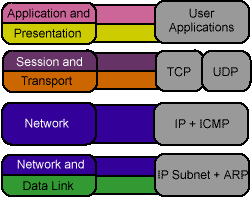 Application and
Presentation
User
Applications
Session and
Transport
TCP
UDP
Network
IP + ICMP
Network and
Data Link
IP Subnet + ARP